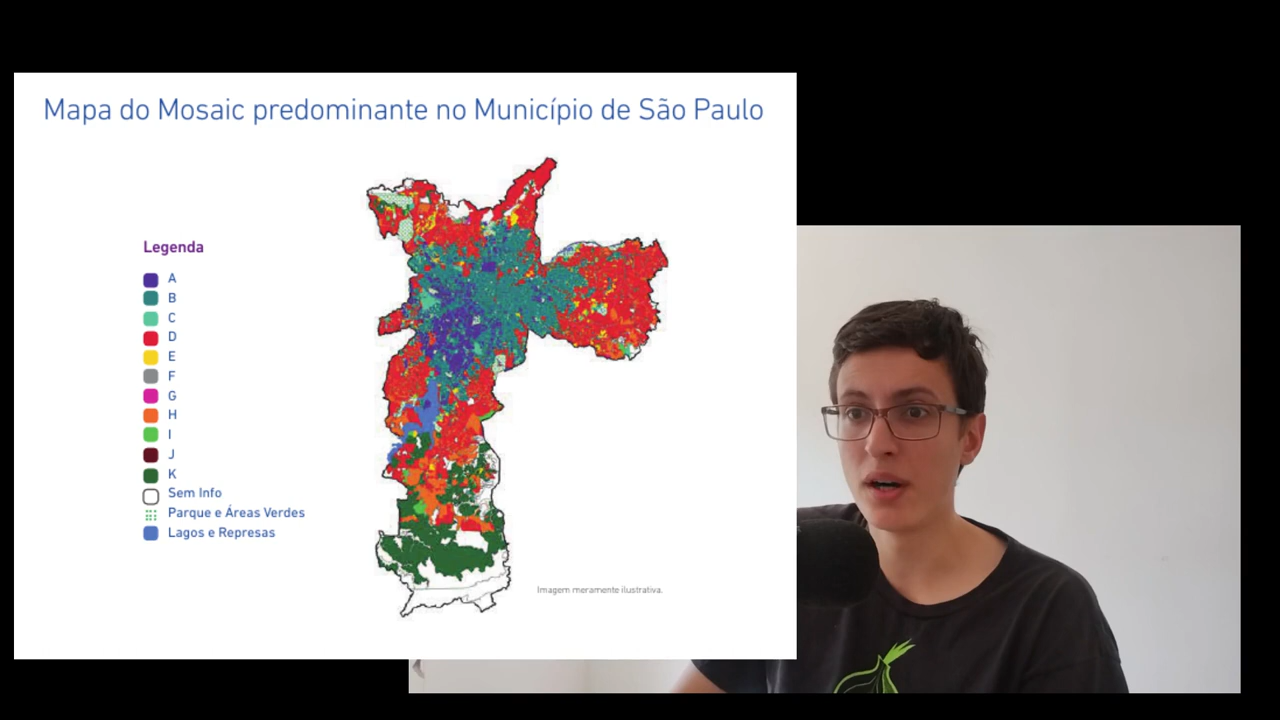 Mapa do Mosaic predominante no Município de São Paulo
Legenda
A
B
C
D
E
F
G
H
I
J
K
Sem Info
Parque e Áreas Verdes
Lagos e Represas
Imagem meramente ilustrativa.